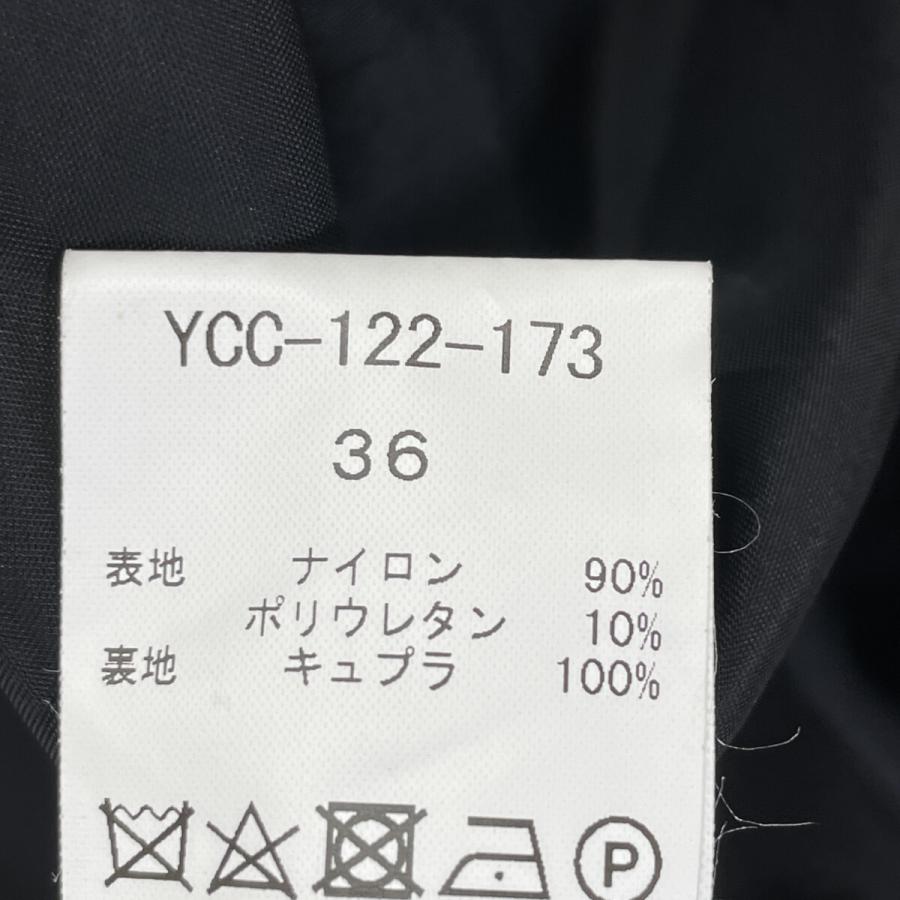 YCC-122-173
36
表地 ナイロン 90%
ポリウレタン 10%
裏地 キュプラ 100%
P